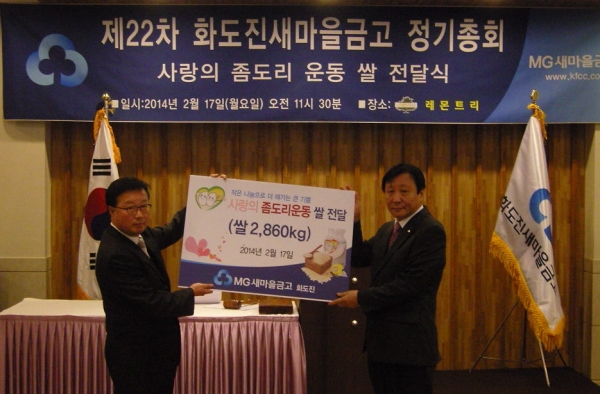 제22차 화도진새마을금고 정기총회
사랑의 좀도리 운동 쌀 전달식
■일시:2014년 2월 17일(월요일) 오전 11시 30분 ■장소: 레몬트리
MG새마을금고
www.kfcc.co
작은 나눔으로 더 해가는 큰 기쁨
사랑의 좀도리운동 쌀 전달
(쌀 2,860kg)
2014년 2월 17일
MG새마을금고 화도진
화도진새마을금고